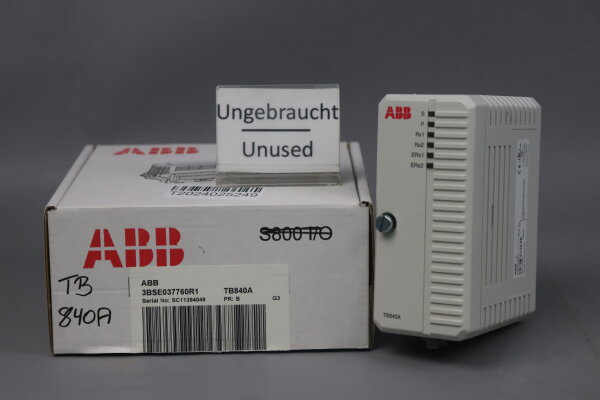 Ungebraucht
Unused
ABB
T2024026249
ABB
S800 I/O
TB
840A
ABB
3BSE037760R1 TB840A
Serial No: SC11394049 PR: B G3
ABB
S
P
Rx1
Rx2
ERx1
ERx2
TB840A